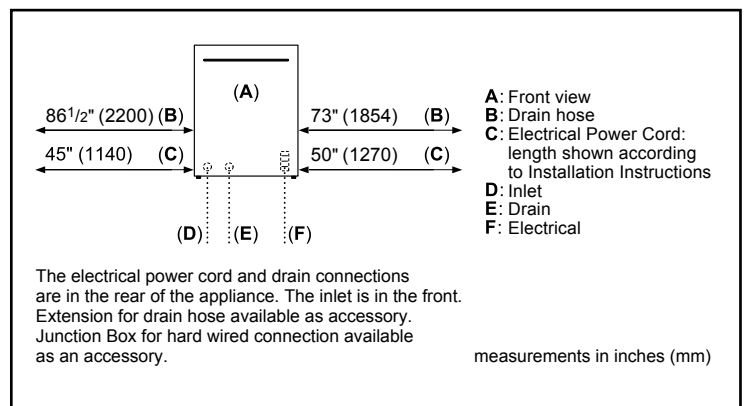 (A)
86 1/2" (2200) (B)
73" (1854) (B)
45" (1140) (C)
50" (1270) (C)
(D)
(E)
(F)
A: Front view
B: Drain hose
C: Electrical Power Cord:
length shown according
to Installation Instructions
D: Inlet
E: Drain
F: Electrical
The electrical power cord and drain connections
are in the rear of the appliance. The inlet is in the front.
Extension for drain hose available as accessory.
Junction Box for hard wired connection available
as an accessory.
measurements in inches (mm)